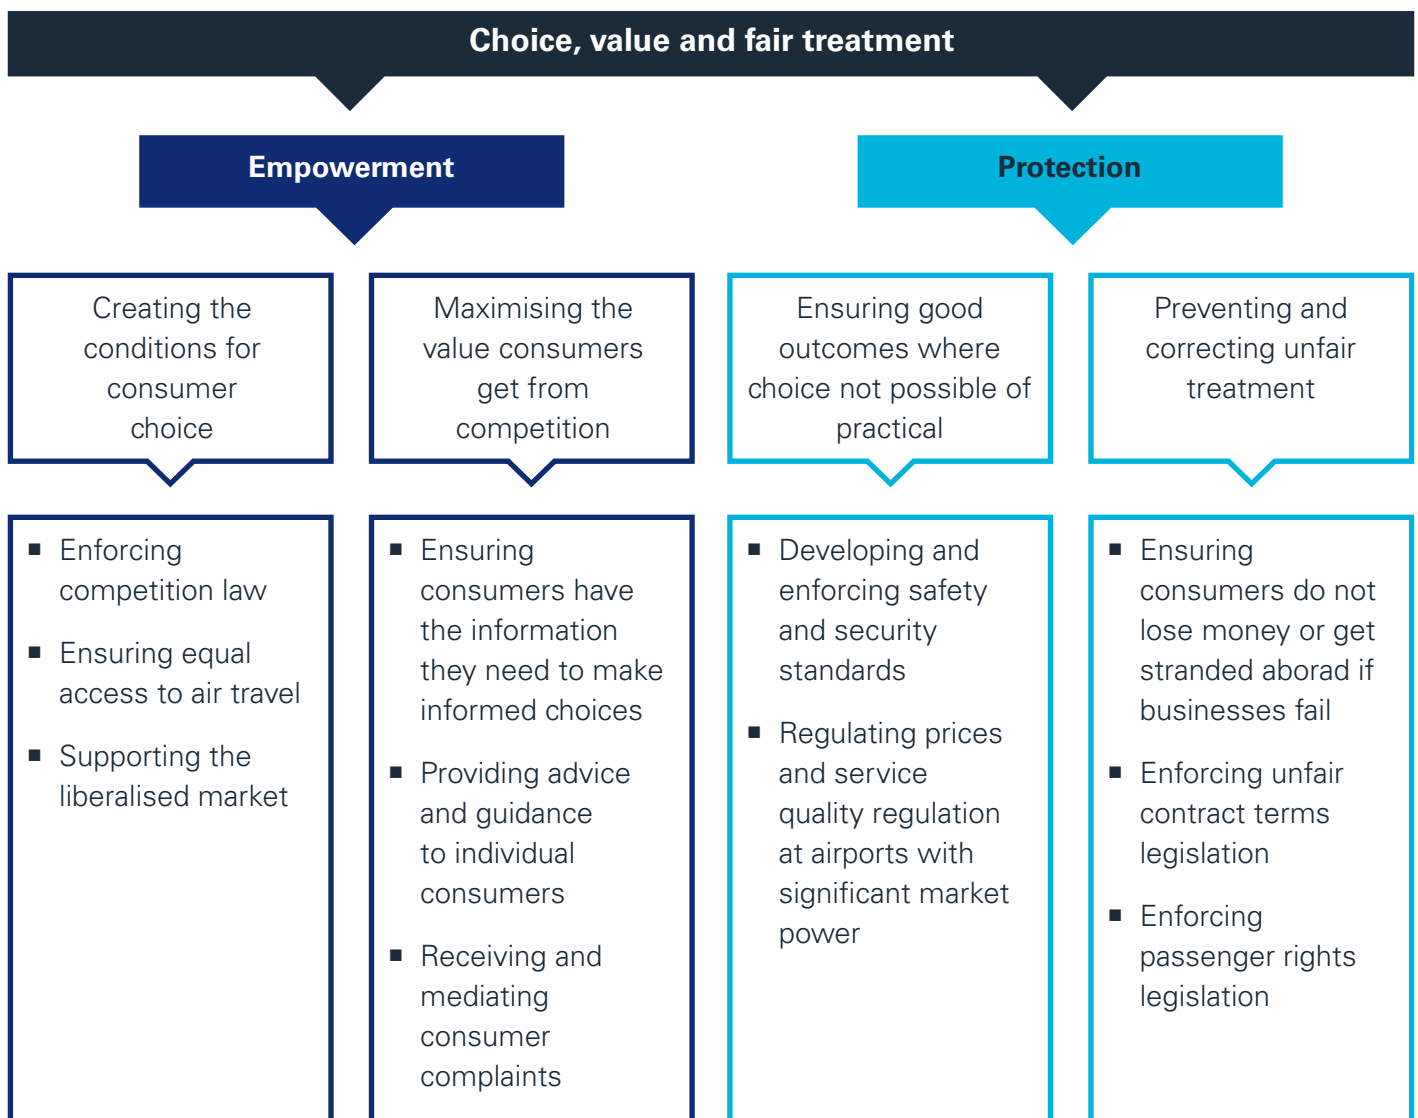 Choice, value and fair treatment
Empowerment
Protection
Creating the
conditions for
consumer
choice
Maximising the
value consumers
get from
competition
Ensuring good
outcomes where
choice not possible of
practical
Preventing and
correcting unfair
treatment
▪ Enforcing
competition law
▪ Ensuring equal
access to air travel
▪ Supporting the
liberalised market
▪ Ensuring
consumers have
the information
they need to make
informed choices
▪ Providing advice
and guidance
to individual
consumers
▪ Receiving and
mediating
consumer
complaints
▪ Developing and
enforcing safety
and security
standards
▪ Regulating prices
and service
quality regulation
at airports with
significant market
power
▪ Ensuring
consumers do not
lose money or get
stranded aborad if
businesses fail
▪ Enforcing unfair
contract terms
legislation
▪ Enforcing
passenger rights
legislation